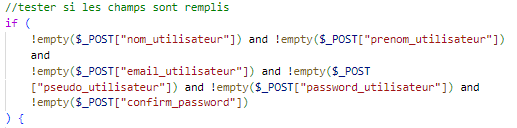 //tester si les champs sont remplis
if (
!empty($_POST["nom_utilisateur"]) and !empty($_POST["prenom_utilisateur"])
and
!empty($_POST["email_utilisateur"]) and !empty($_POST
["pseudo_utilisateur"]) and !empty($_POST["password_utilisateur"]) and
!empty($_POST["confirm_password"])
) {